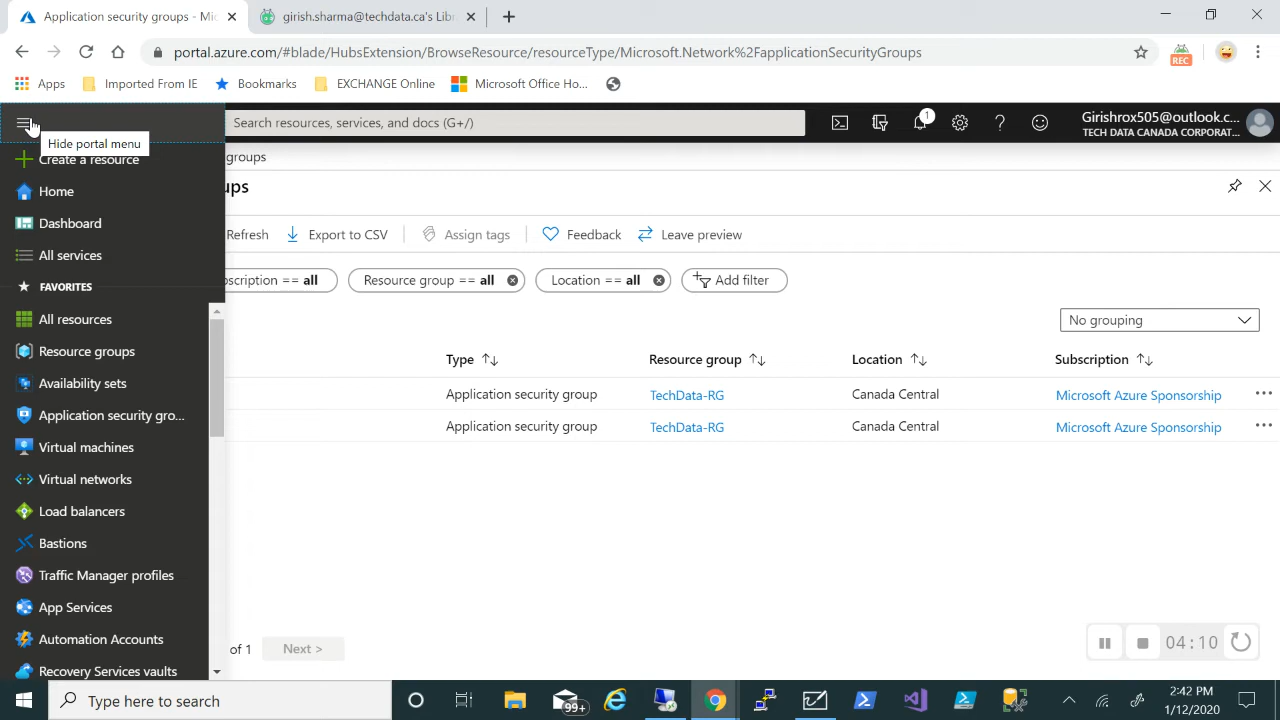 Application security groups - Mic
girish.sharma@techdata.ca's Libr
portal.azure.com/#blade/HubsExtension/BrowseResource/resourceType/Microsoft.Network%2FapplicationSecurityGroups
REC
Apps
Imported From IE
Bookmarks
EXCHANGE Online
Microsoft Office Ho...
Search resources, services, and docs (G+/)
1
Girishrox505@outlook.c...
TECH DATA CANADA CORPORAT...
Hide portal menu
groups
Create a resource
ups
Home
Dashboard
Refresh
Export to CSV
Assign tags
Feedback
Leave preview
All services
scription == all
Resource group == all
Location == all
Add filter
FAVORITES
All resources
No grouping
Resource groups
Type
Resource group
Location
Subscription
Availability sets
Application security group
TechData-RG
Canada Central
Microsoft Azure Sponsorship
Application security gro...
Application security group
TechData-RG
Canada Central
Microsoft Azure Sponsorship
Virtual machines
Virtual networks
Load balancers
Bastions
Traffic Manager profiles
App Services
Automation Accounts
of 1
Next >
04:10
Recovery Services vaults
Type here to search
99+
2:42 PM
1/12/2020